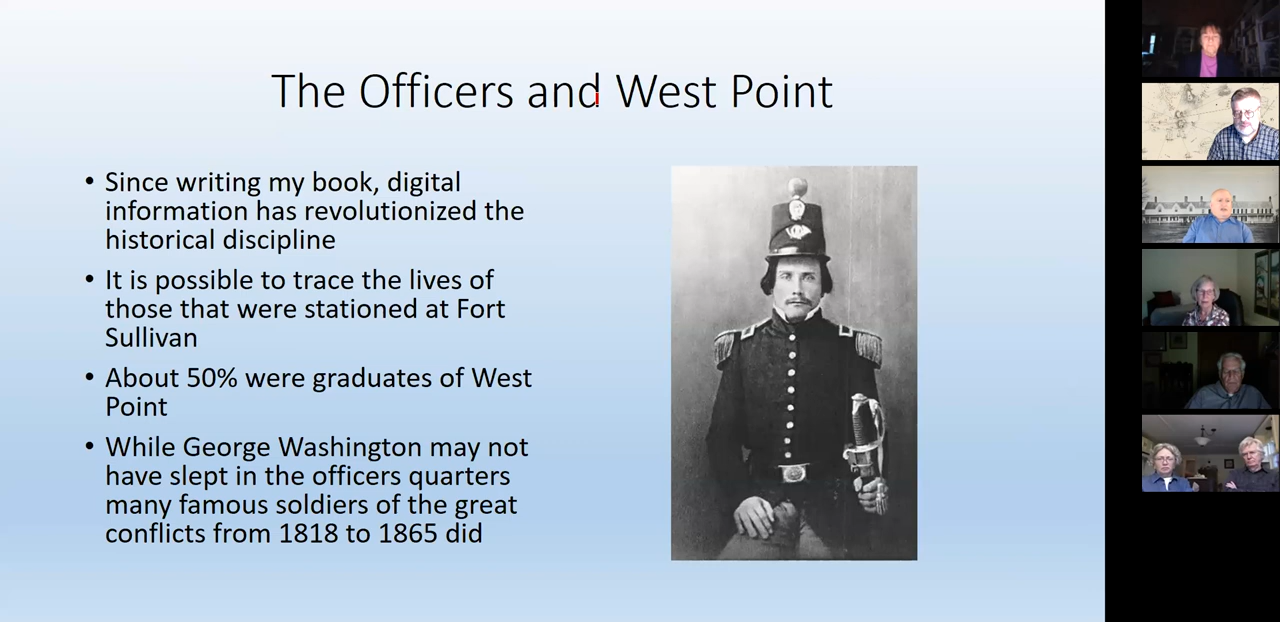 The Officers and West Point
• Since writing my book, digital
information has revolutionized the
historical discipline
• It is possible to trace the lives of
those that were stationed at Fort
Sullivan
• About 50% were graduates of West
Point
• While George Washington may not
have slept in the officers quarters
many famous soldiers of the great
conflicts from 1818 to 1865 did